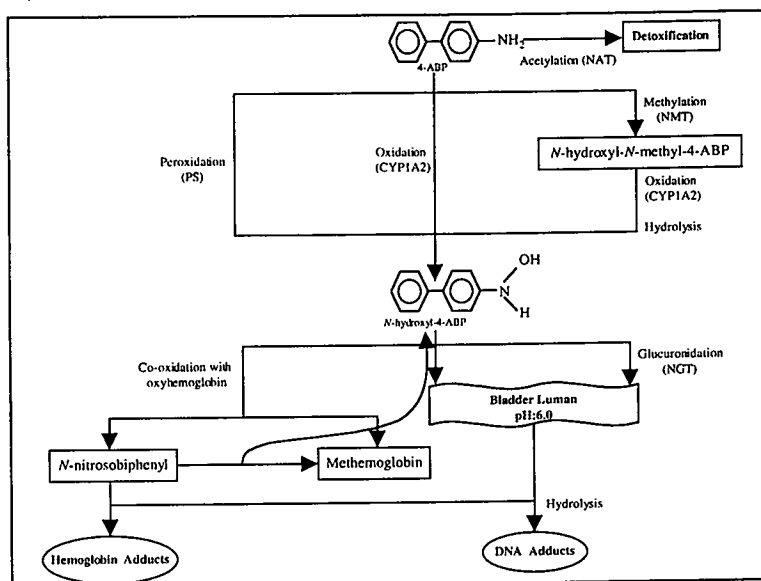 NH2
Detoxification
4-ABP
Acetylation (NAT)
Methylation
(NMT)
Peroxidation
(PS)
Oxidation
(CYP1A2)
N-hydroxyl-N-methyl-4-ABP
Oxidation
(CYP1A2)
Hydrolysis
OH
N
H
N-hydroxyl-4-ABP
Co-oxidation with
oxyhemoglobin
Glucuronidation
(NGT)
Bladder Luman
pH:6.0
N-nitrosobiphenyl
Methemoglobin
Hydrolysis
Hemoglobin Adducts
DNA Adducts